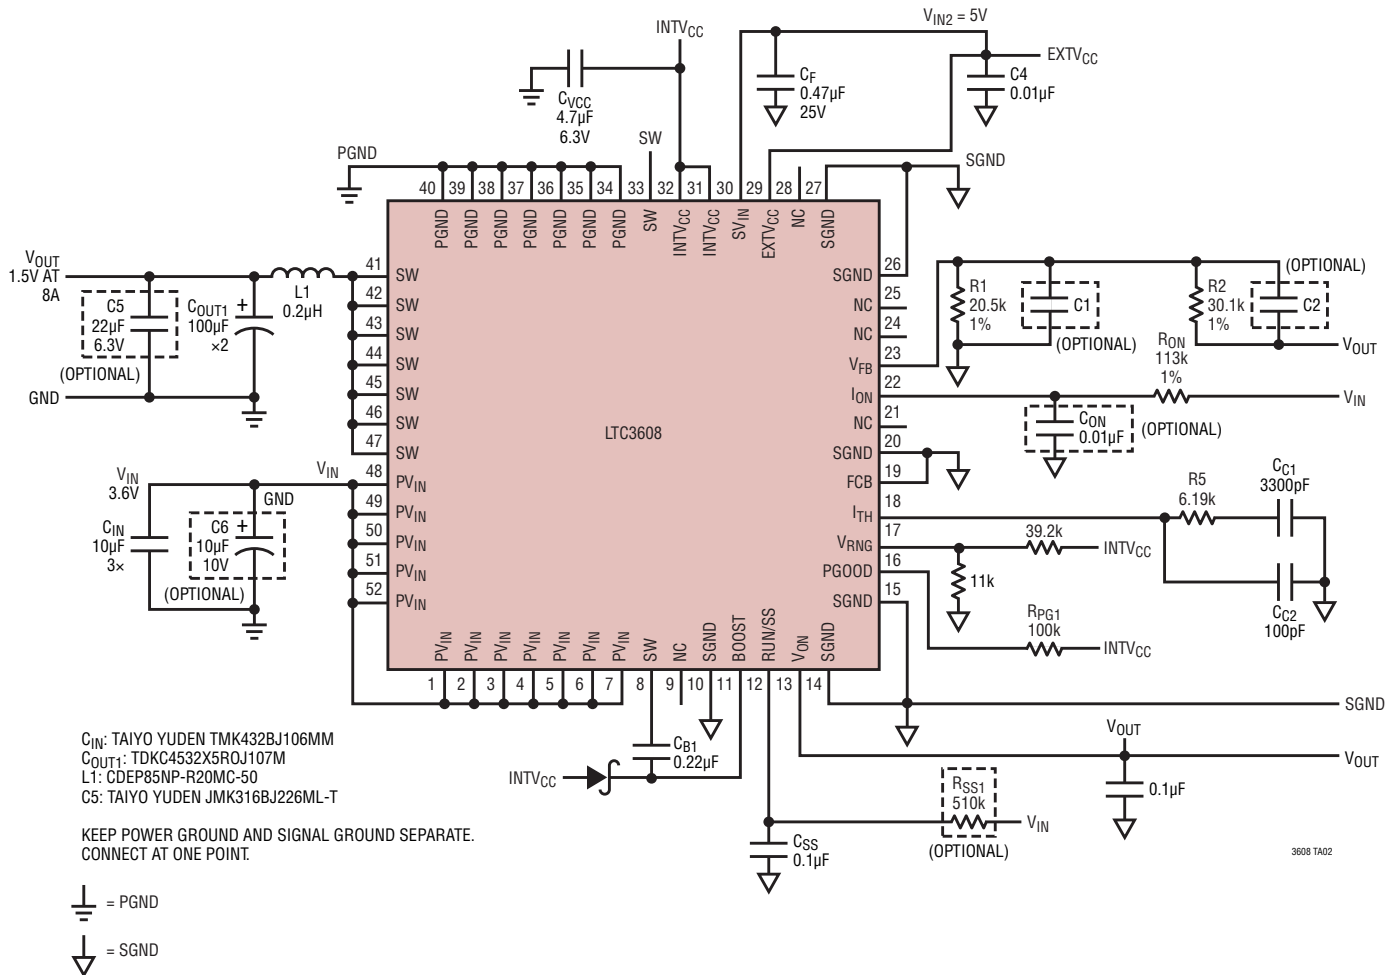 INTVCC
VIN2 = 5V
EXTVCC
CVCC
4.7µF
6.3V
CF
0.47µF
25V
C4
0.01µF
SW
PGND
SGND
40 39 38 37 36 35 34 33 32 31 30 29 28 27
PGND PGND PGND PGND PGND PGND PGND SW INTVCC INTVCC SVIN EXTVCC NC SGND
VOUT
1.5V AT
8A
C5
22µF
6.3V
(OPTIONAL)
COUT1
+
100µF
×2
L1
0.2µH
GND
VIN
3.6V
CIN
10µF
3×
VIN
GND
C6
+
10µF
10V
(OPTIONAL)
41 SW
42 SW
43 SW
44 SW
45 SW
46 SW
47 SW
48 PVIN
49 PVIN
50 PVIN
51 PVIN
52 PVIN
LTC3608
SGND 26
NC 25
NC 24
VFB 23
ION 22
NC 21
SGND 20
FCB 19
ITH 18
VRNG 17
PGOOD 16
SGND 15
R1
20.5k
1%
C1
(OPTIONAL)
R2
30.1k
1%
(OPTIONAL)
C2
VOUT
RON
113k
1%
VIN
CON
0.01µF
(OPTIONAL)
R5
6.19k
CC1
3300pF
CC2
100pF
39.2k
INTVCC
11k
RPG1
100k
INTVCC
PVIN PVIN PVIN PVIN PVIN PVIN PVIN SW NC SGND BOOST RUN/SS VON SGND
1 2 3 4 5 6 7 8 9 10 11 12 13 14
SGND
VOUT
VOUT
0.1µF
CB1
0.22µF
INTVCC
RSS1
510k
VIN
(OPTIONAL)
CSS
0.1µF
CIN: TAIYO YUDEN TMK432BJ106MM
COUT1: TDKC4532X5ROJ107M
L1: CDEP85NP-R20MC-50
C5: TAIYO YUDEN JMK316BJ226ML-T
KEEP POWER GROUND AND SIGNAL GROUND SEPARATE.
CONNECT AT ONE POINT.
= PGND
= SGND
3608 TA02